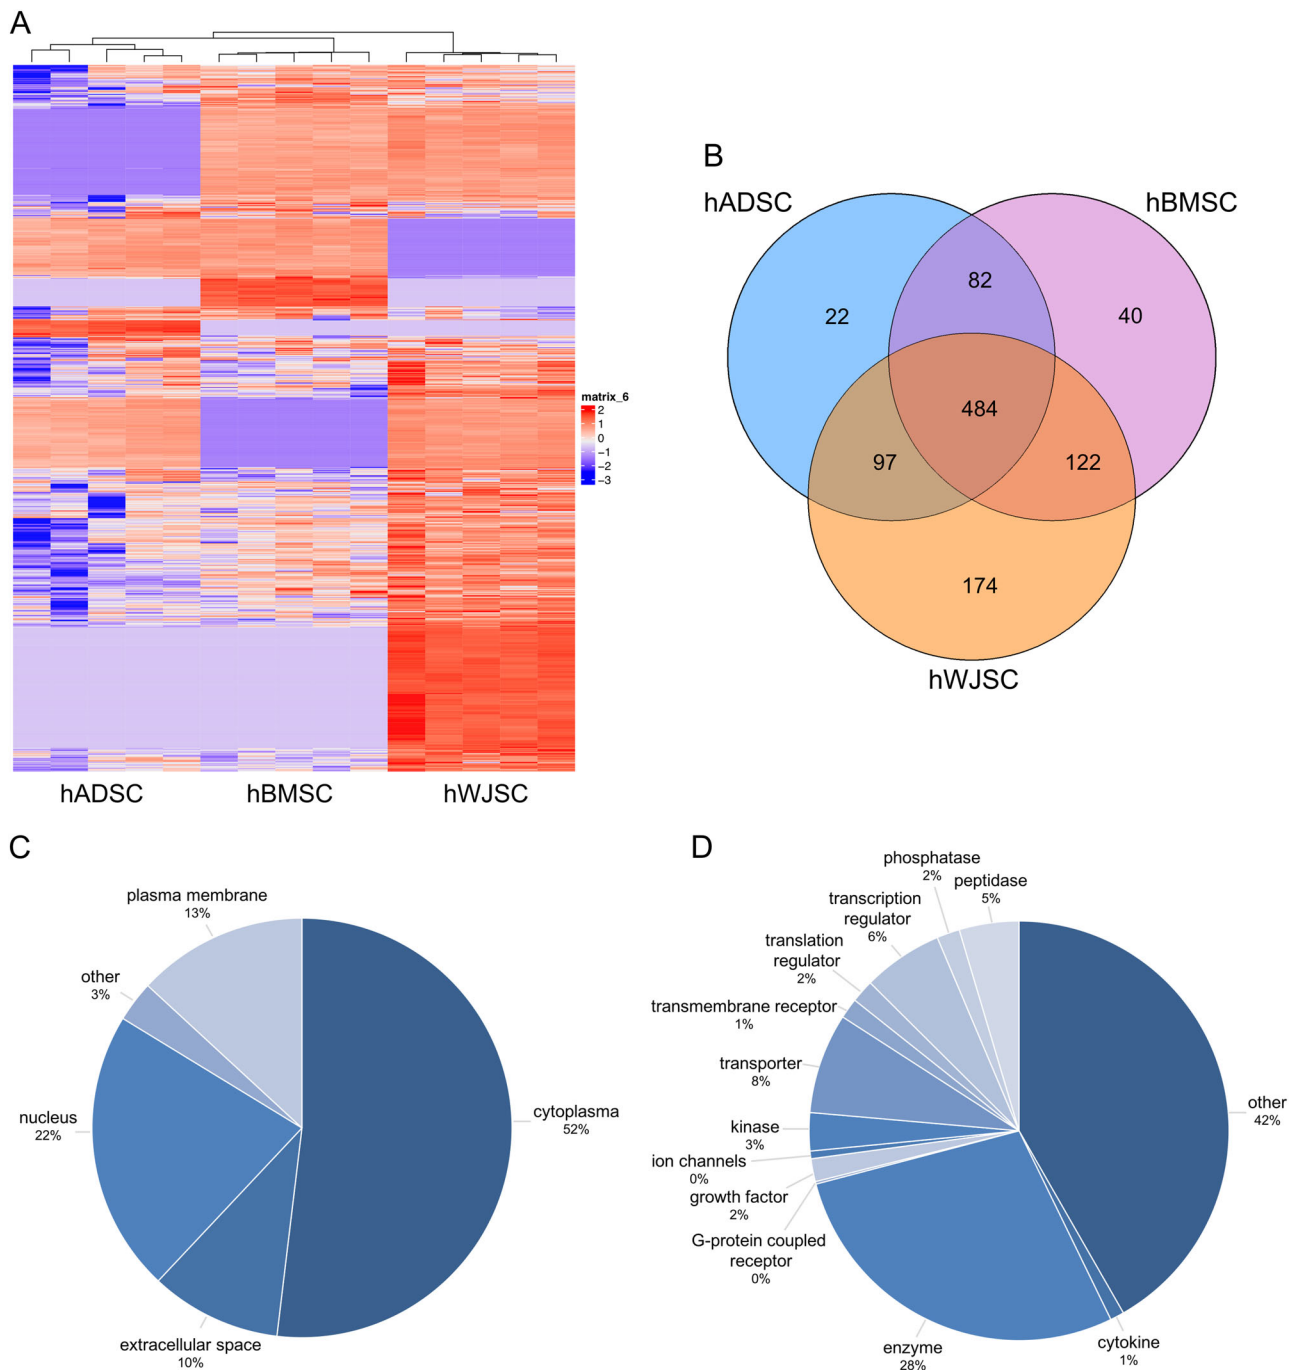 A
matrix_6
2
1
0
−1
−2
−3
hADSC
hBMSC
hWJSC
B
hADSC
hBMSC
82
22
40
484
97
122
174
hWJSC
C
plasma membrane
13%
other
3%
nucleus
22%
cytoplasma
52%
extracellular space
10%
D
phosphatase
2%
peptidase
5%
transcription
regulator
6%
translation
regulator
2%
transmembrane receptor
1%
transporter
8%
kinase
3%
ion channels
0%
growth factor
2%
G-protein coupled
receptor
0%
other
42%
cytokine
1%
enzyme
28%